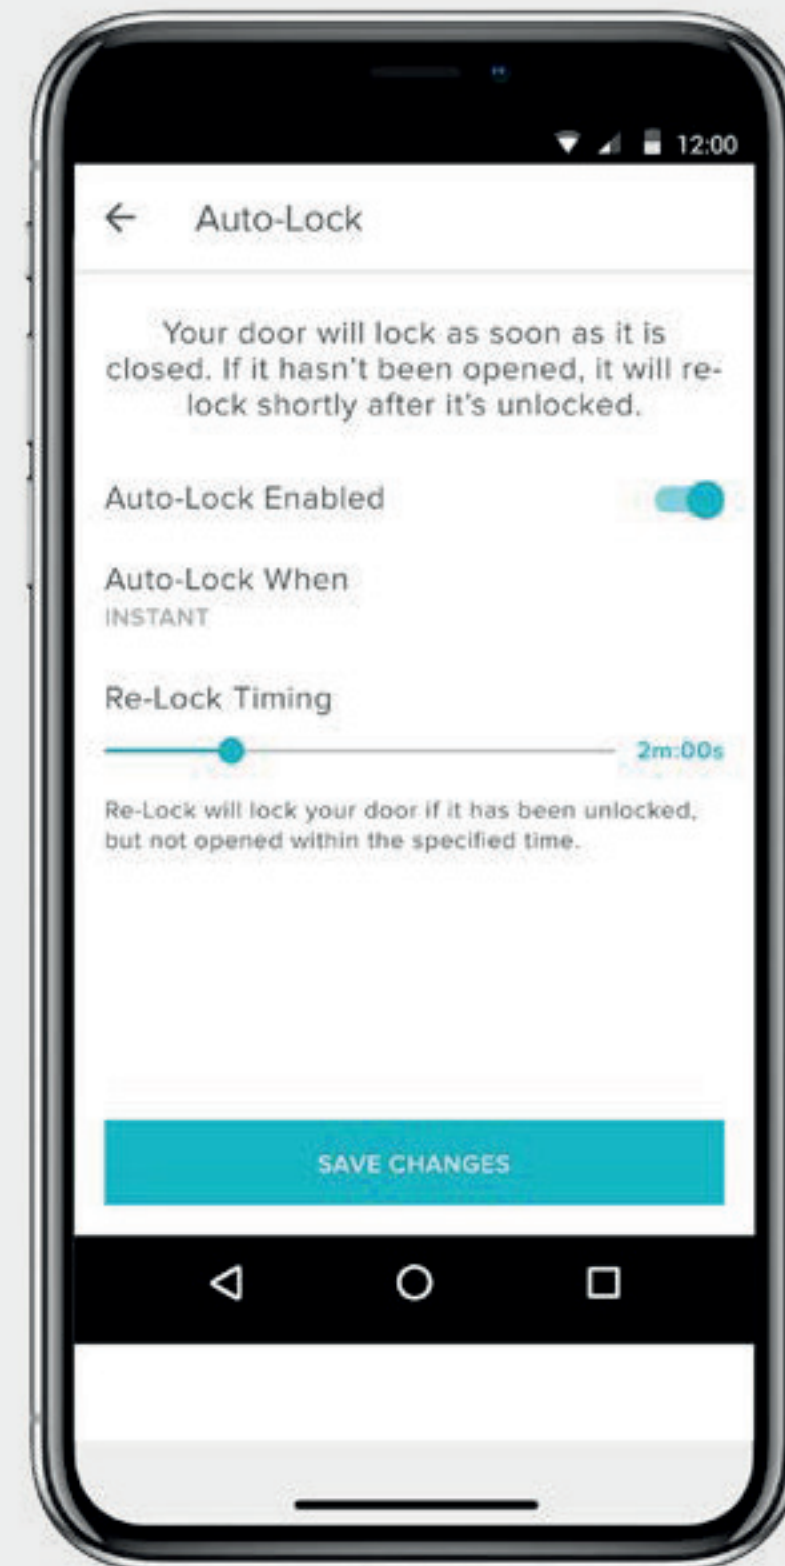 12:00
Auto-Lock
Your door will lock as soon as it is
closed. If it hasn't been opened, it will re-
lock shortly after it's unlocked.
Auto-Lock Enabled
Auto-Lock When
INSTANT
Re-Lock Timing
2m:00s
Re-Lock will lock your door if it has been unlocked,
but not opened within the specified time.
SAVE CHANGES